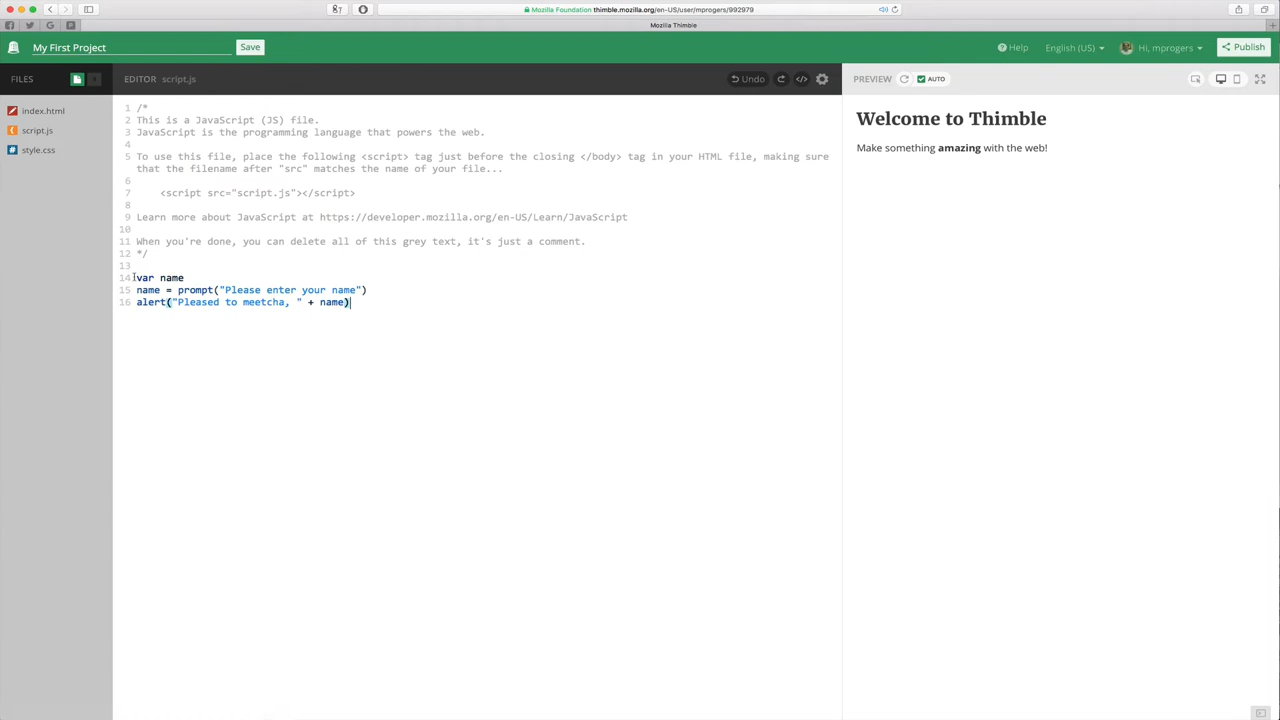 Mozilla Foundation thimble.mozilla.org/en-US/user/mprogers/992979
Mozilla Thimble
My First Project
Save
Help
English (US)
Hi, mprogers
Publish
FILES
EDITOR script.js
Undo
PREVIEW
AUTO
index.html
script.js
style.css
1 /*
2 This is a JavaScript (JS) file.
3 JavaScript is the programming language that powers the web.
4
5 To use this file, place the following <script> tag just before the closing </body> tag in your HTML file, making sure
that the filename after "src" matches the name of your file...
6
7 <script src="script.js"></script>
8
9 Learn more about JavaScript at https://developer.mozilla.org/en-US/Learn/JavaScript
10
11 When you're done, you can delete all of this grey text, it's just a comment.
12 */
13
14 var name
15 name = prompt("Please enter your name")
16 alert("Pleased to meetcha, " + name)
Welcome to Thimble
Make something amazing with the web!